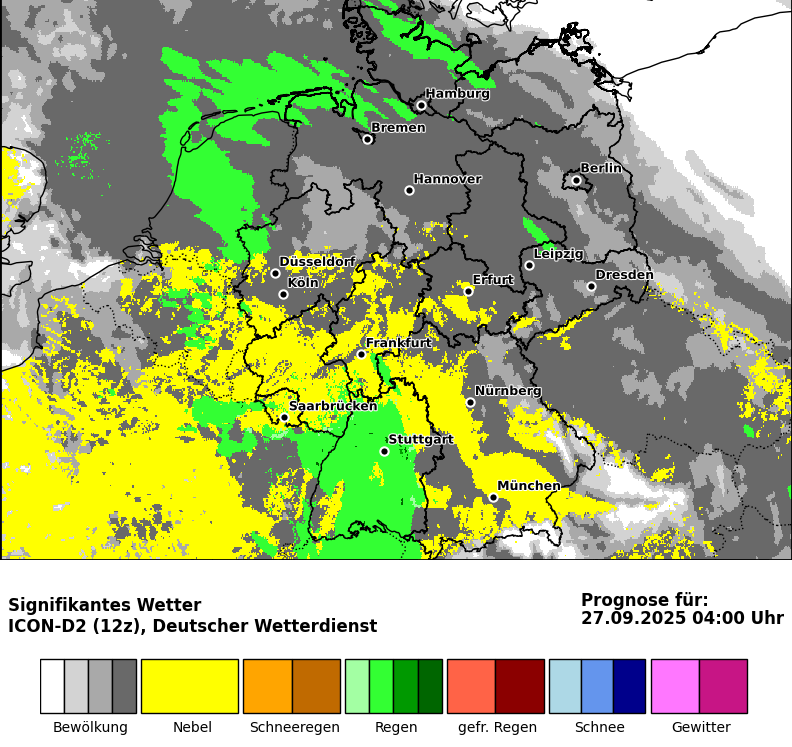 Hamburg
Bremen
Berlin
Hannover
Leipzig
Düsseldorf
Dresden
Köln
Erfurt
Frankfurt
Nürnberg
Saarbrücken
Stuttgart
München
Signifikantes Wetter
ICON-D2 (12z), Deutscher Wetterdienst
Prognose für:
27.09.2025 04:00 Uhr
Bewölkung Nebel Schneeregen Regen gefr. Regen Schnee Gewitter